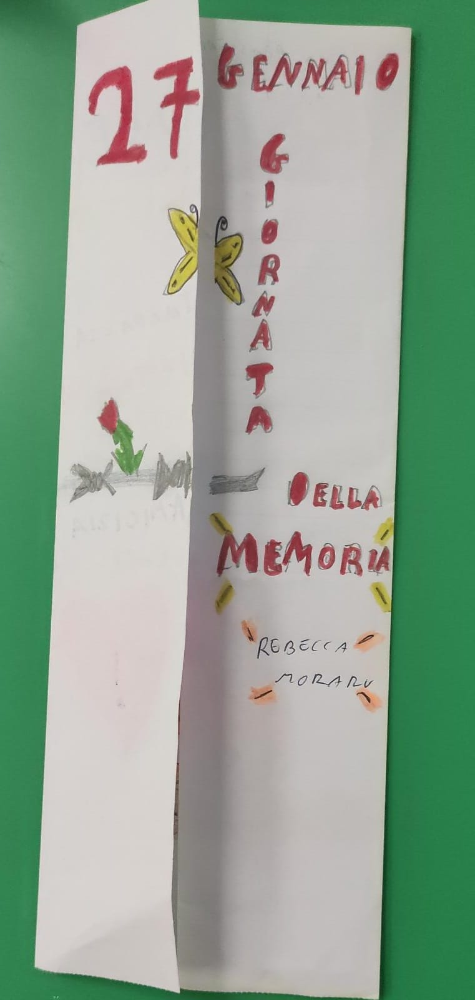 27 GENNAIO
GIORNATA
DELLA
MEMORIA
REBECCA
MORARU